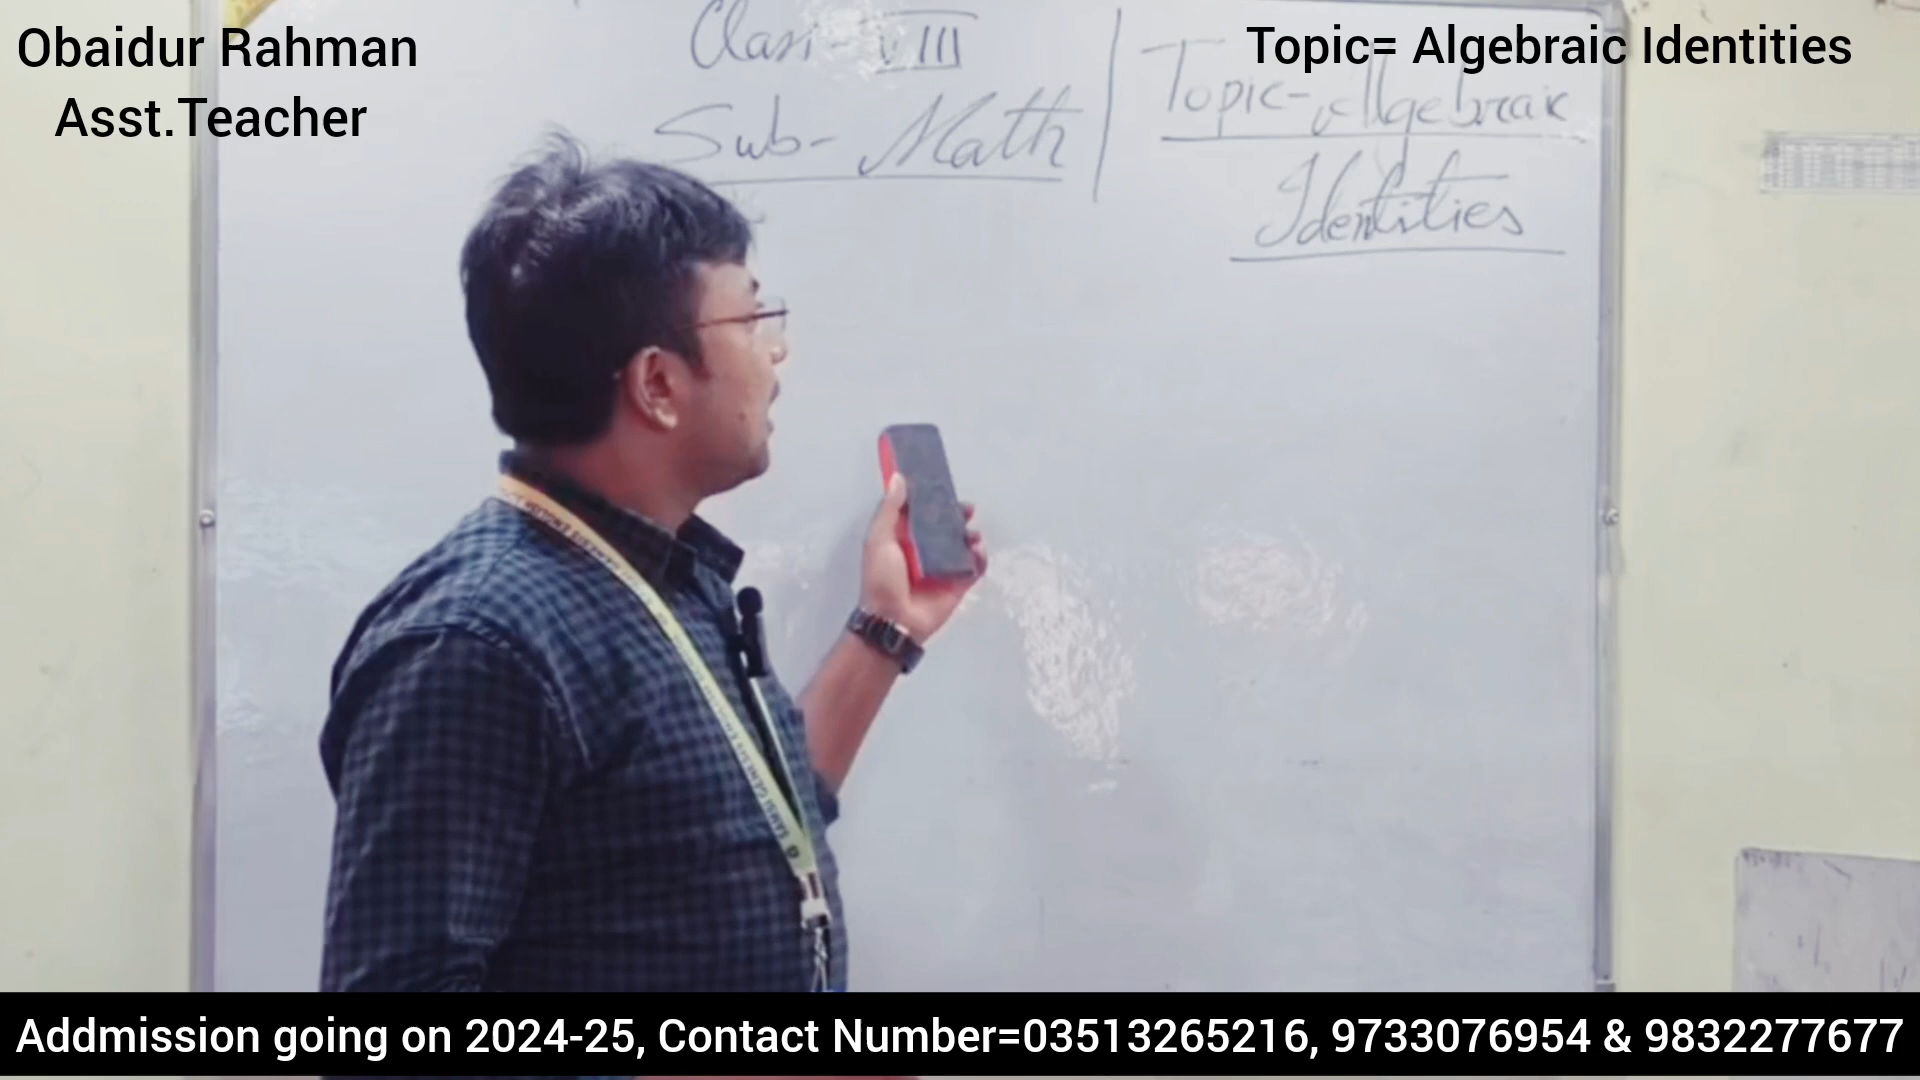 Obaidur Rahman
Asst.Teacher
Topic= Algebraic Identities
Class-VIII
Sub- Math
Topic- Algebraic
Identities
Addmission going on 2024-25, Contact Number=03513265216, 9733076954 & 9832277677